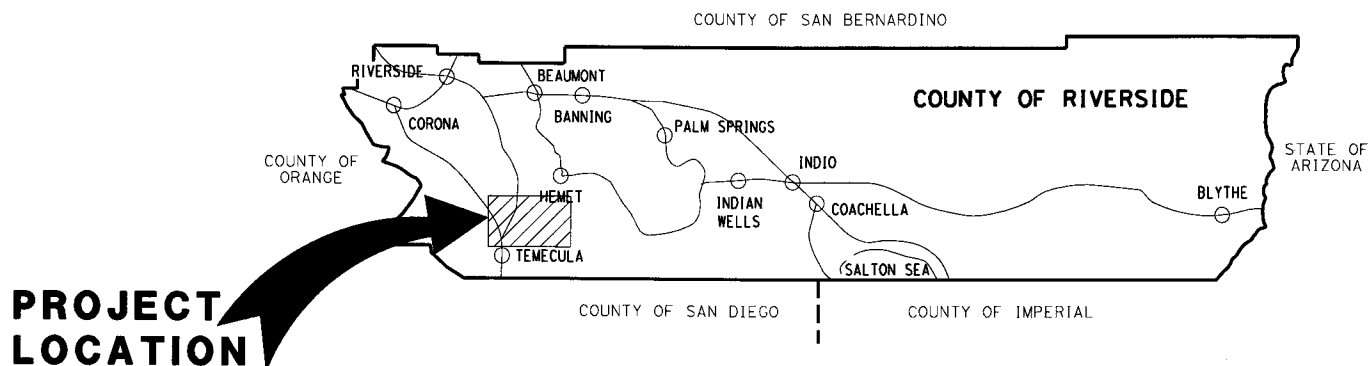 COUNTY OF SAN BERNARDINO
RIVERSIDE
BEAUMONT
BANNING
COUNTY OF RIVERSIDE
CORONA
PALM SPRINGS
STATE OF
ARIZONA
COUNTY OF
ORANGE
INDIO
HEMET
INDIAN
WELLS
COACHELLA
BLYTHE
TEMECULA
SALTON SEA
PROJECT
LOCATION
COUNTY OF SAN DIEGO
COUNTY OF IMPERIAL